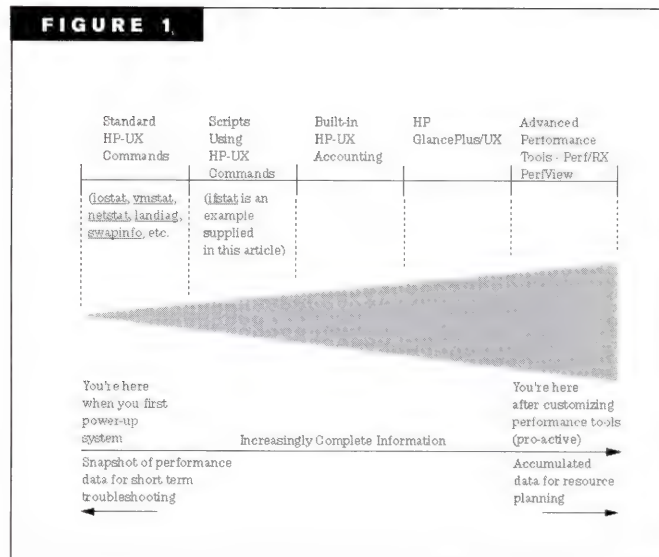 FIGURE 1
Standard
HP-UX
Commands
Scripts
Using
HP-UX
Commands
Built-in
HP-UX
Accounting
HP
GlancePlus/UX
Advanced
Performance
Tools - Perf/RX
PerfView
(iostat, vmstat,
netstat, landiag,
swapinfo, etc.
(ifstat is an
example
supplied
in this article)
You're here
when you first
power-up
system
You're here
after customizing
performance tools
(pro-active)
Increasingly Complete Information
Snapshot of performance
data for short term
troubleshooting
Accumulated
data for resource
planning